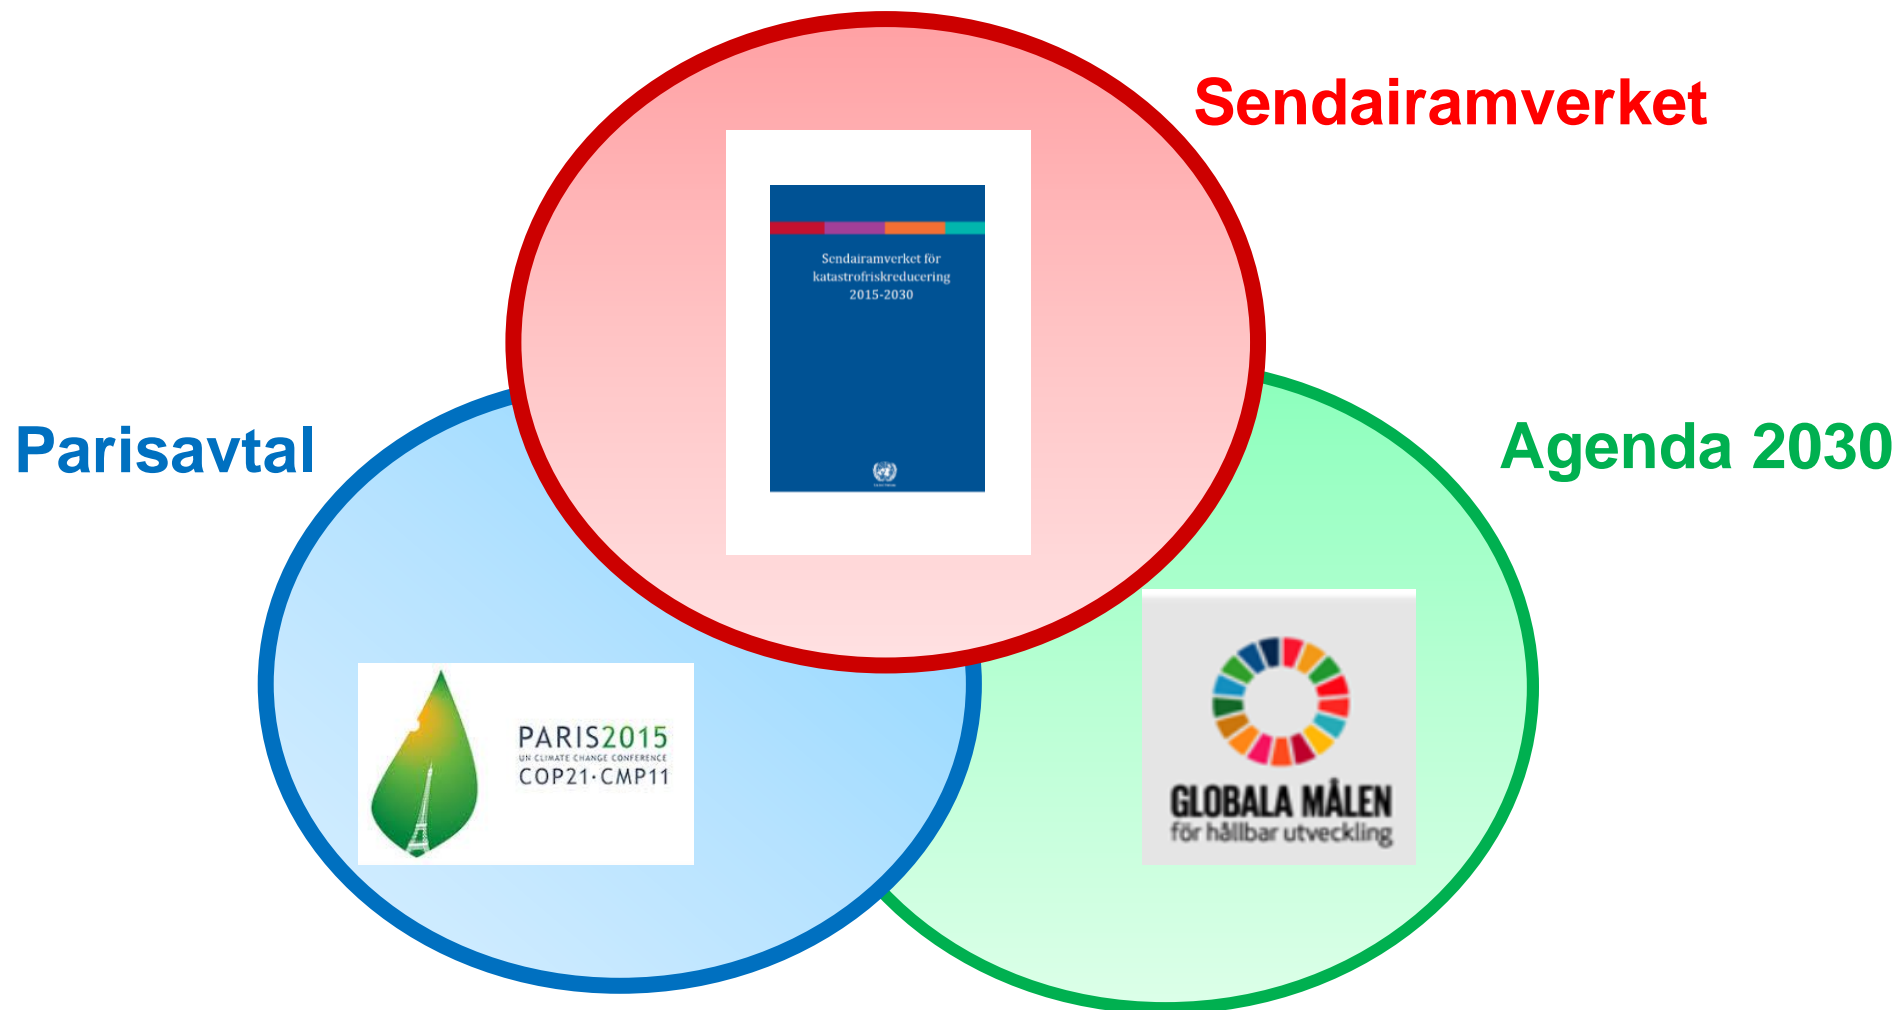 Sendairamverket
Sendairamverket för
katastrofriskreducering
2015-2030
Parisavtal
Agenda 2030
PARIS2015
UN CLIMATE CHANGE CONFERENCE
COP21·CMP11
GLOBALA MÅLEN
för hållbar utveckling